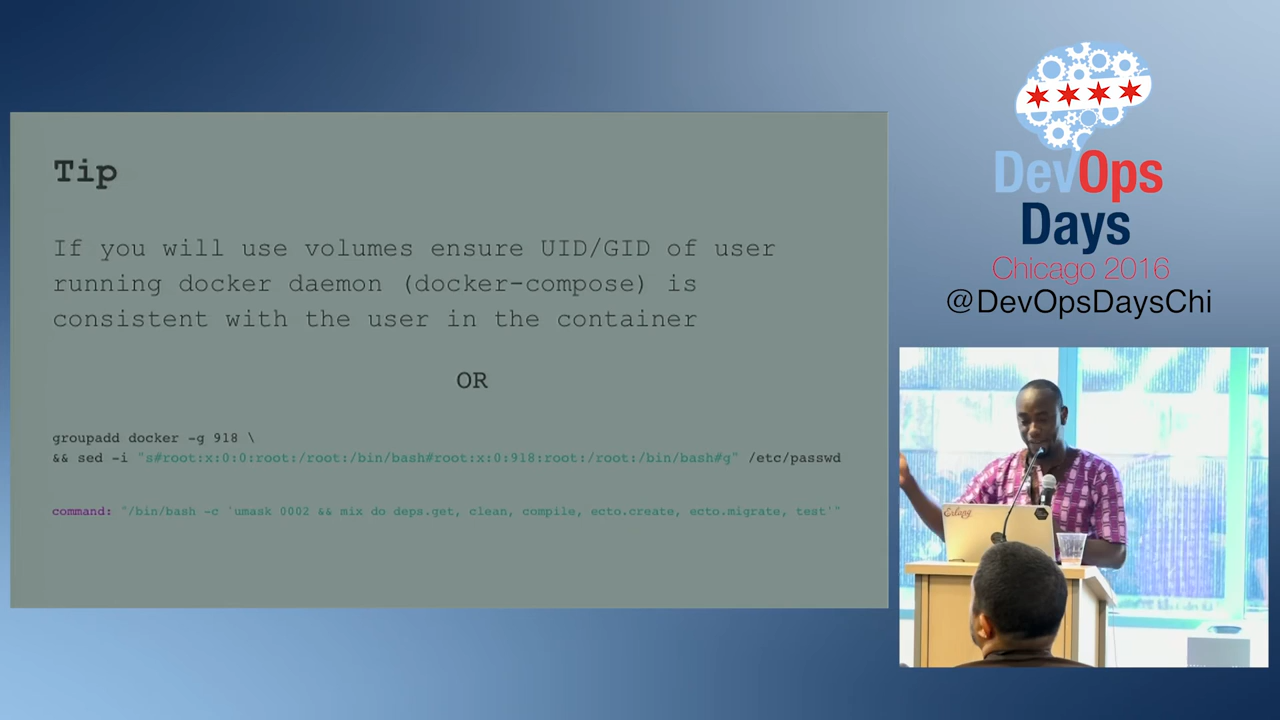 Tip
If you will use volumes ensure UID/GID of user
running docker daemon (docker-compose) is
consistent with the user in the container
OR
groupadd docker -g 918 \
&& sed -i "s#root:x:0:0:root:/root:/bin/bash#root:x:0:918:root:/root:/bin/bash#g" /etc/passwd
command: "/bin/bash -c 'umask 0002 && mix do deps.get, clean, compile, ecto.create, ecto.migrate, test'"
DevOps
Days
Chicago 2016
@DevOpsDaysChi
Erlang